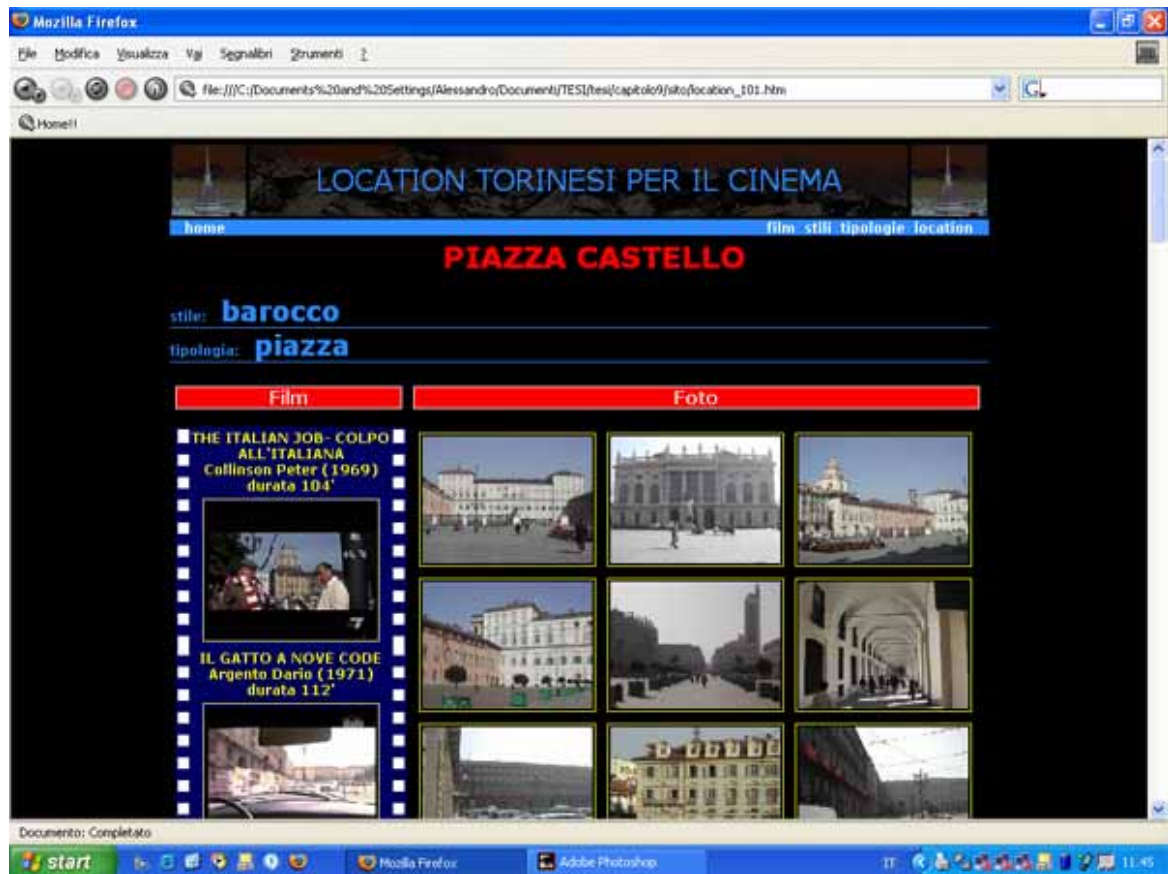 Mozilla Firefox
File Modifica Visualizza Vai Segnalibri Strumenti ?
file:///C:/Documents%20and%20Settings/Alessandro/Documenti/TESI/tesi/capitolo9/sito/location_101.htm
G
Home!!
LOCATION TORINESI PER IL CINEMA
home film stili tipologie location
PIAZZA CASTELLO
stile: barocco
tipologia: piazza
Film Foto
THE ITALIAN JOB- COLPO
ALL'ITALIANA
Collinson Peter (1969)
durata 104'
IL GATTO A NOVE CODE
Argento Dario (1971)
durata 112'
Documento: Completato
start Mozilla Firefox Adobe Photoshop IT 11.45